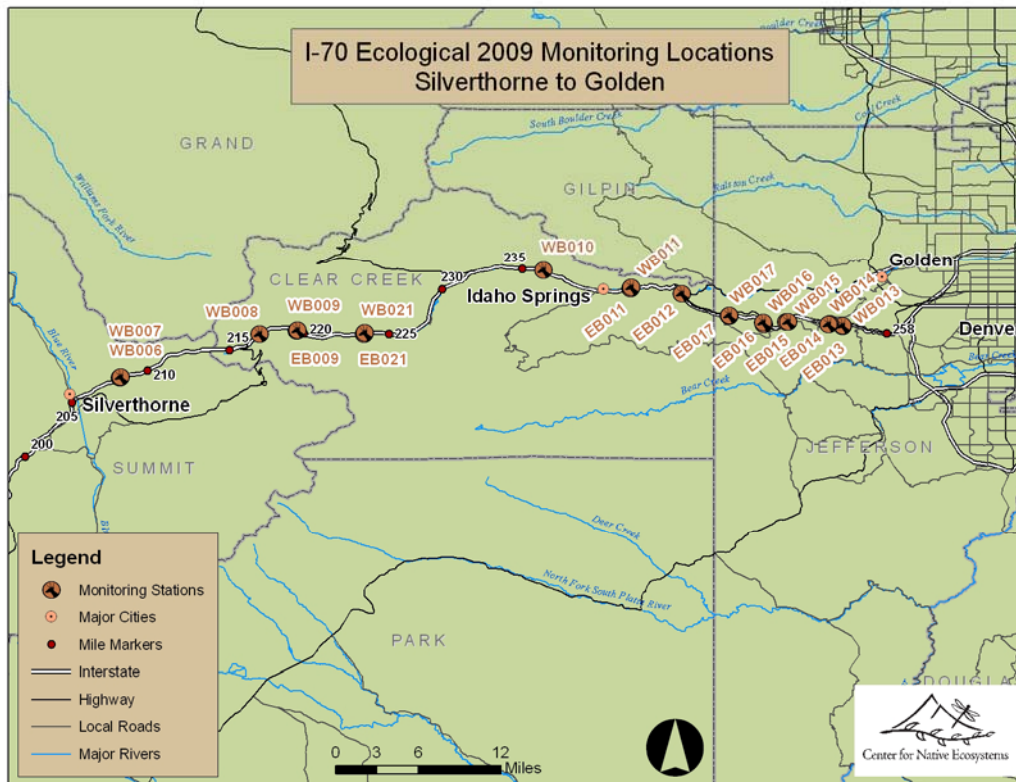 I-70 Ecological 2009 Monitoring Locations
Silverthorne to Golden
Boulder Creek
Coal Creek
South Boulder Creek
GRAND
GILPIN
Ralston Creek
Williams Fork River
235
WB010
WB011
Golden
CLEAR CREEK
230
Idaho Springs
WB017
WB016
WB015
WB014
WB013
WB008
WB009
WB021
215
220
225
EB011
EB012
EB017
EB016
EB015
EB014
EB013
258
Denve
WB007
WB006
EB009
EB021
Bear Creek
Blue River
210
Bear Creek
205
Silverthorne
200
JEFFERSON
SUMMIT
Deer Creek
North Fork South Platte River
PARK
DOUGLA
Legend
Monitoring Stations
Major Cities
Mile Markers
Interstate
Highway
Local Roads
Major Rivers
0 3 6 12
Miles
Center for Native Ecosystems